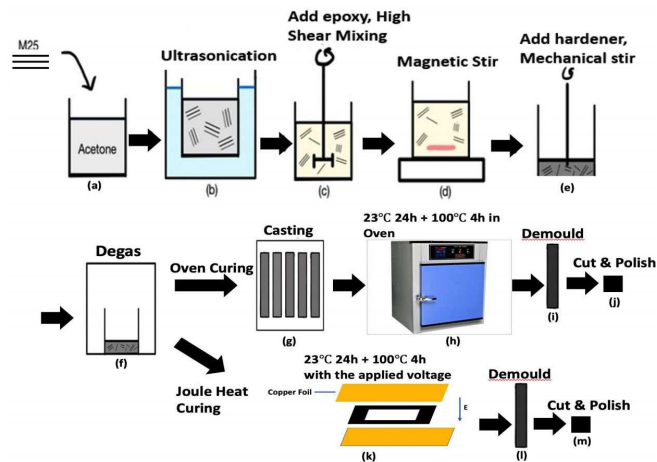 M25
Acetone
(a)
Ultrasonication
(b)
Add epoxy, High
Shear Mixing
(c)
Magnetic Stir
(d)
Add hardener,
Mechanical stir
(e)
Degas
(f)
Oven Curing
Casting
(g)
23℃ 24h + 100℃ 4h in
Oven
(h)
Demould
(i)
Cut & Polish
(j)
Joule Heat
Curing
23℃ 24h + 100℃ 4h
with the applied voltage
Copper Foil
E
(k)
Demould
(l)
Cut & Polish
(m)